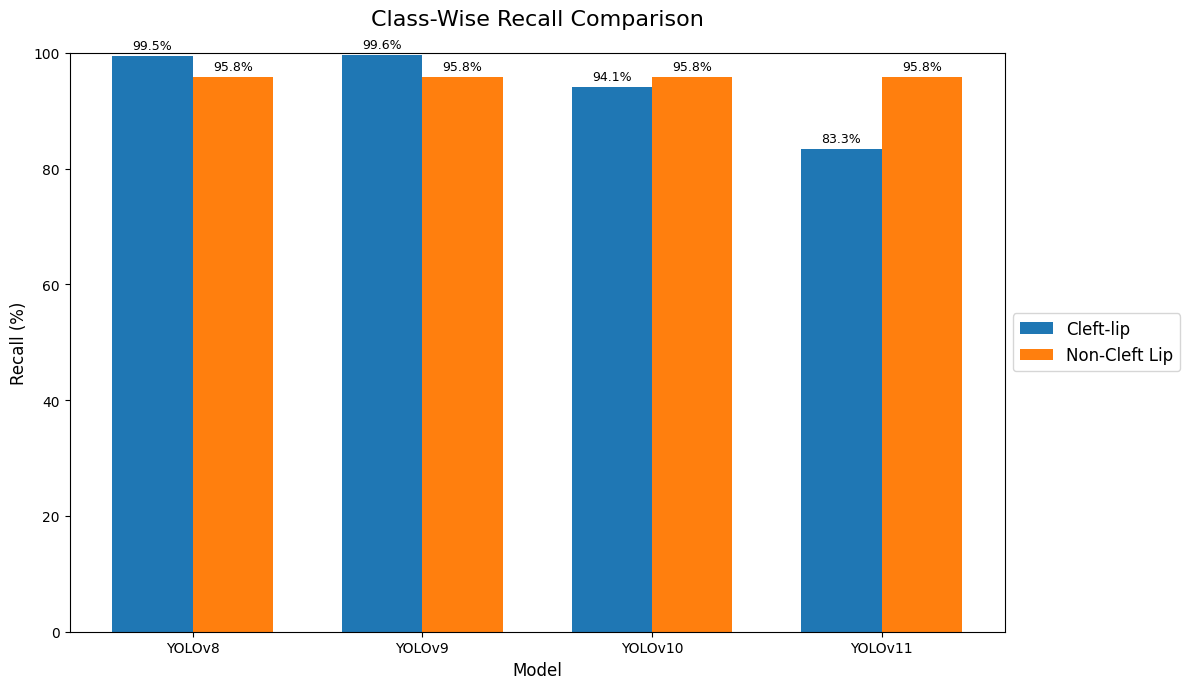 Class-Wise Recall Comparison
99.5%
95.8%
99.6%
95.8%
94.1%
95.8%
83.3%
95.8%
100
80
60
40
20
0
Recall (%)
YOLOv8
YOLOv9
YOLOv10
YOLOv11
Model
Cleft-lip
Non-Cleft Lip